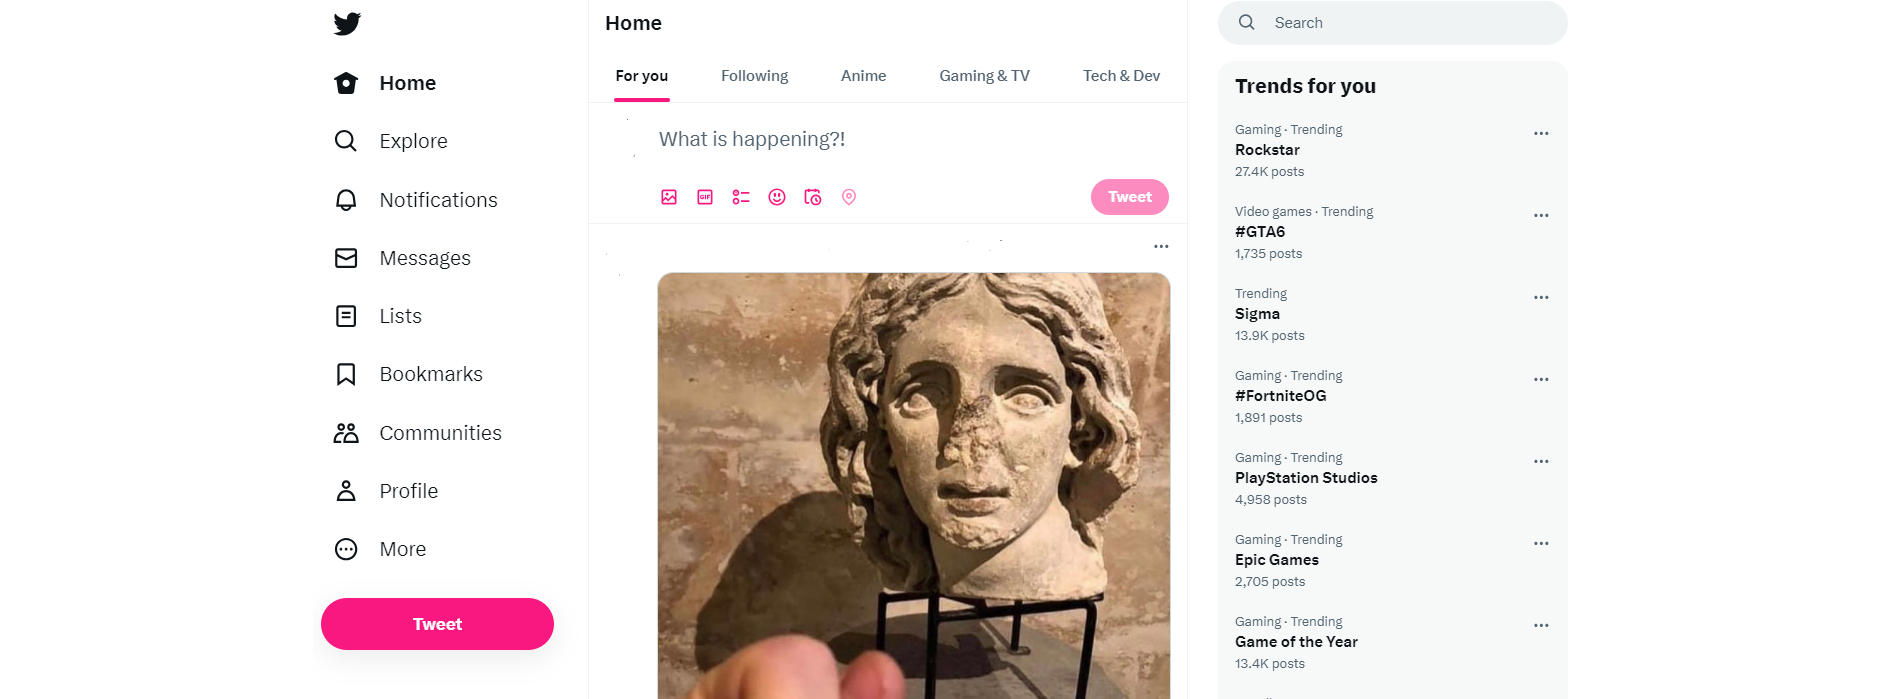 Home
Explore
Notifications
Messages
Lists
Bookmarks
Communities
Profile
More
Tweet
Home
For you Following Anime Gaming & TV Tech & Dev
What is happening?!
GIF
Tweet
Search
Trends for you
Gaming · Trending
Rockstar
27.4K posts
Video games · Trending
#GTA6
1,735 posts
Trending
Sigma
13.9K posts
Gaming · Trending
#FortniteOG
1,891 posts
Gaming · Trending
PlayStation Studios
4,958 posts
Gaming · Trending
Epic Games
2,705 posts
Gaming · Trending
Game of the Year
13.4K posts